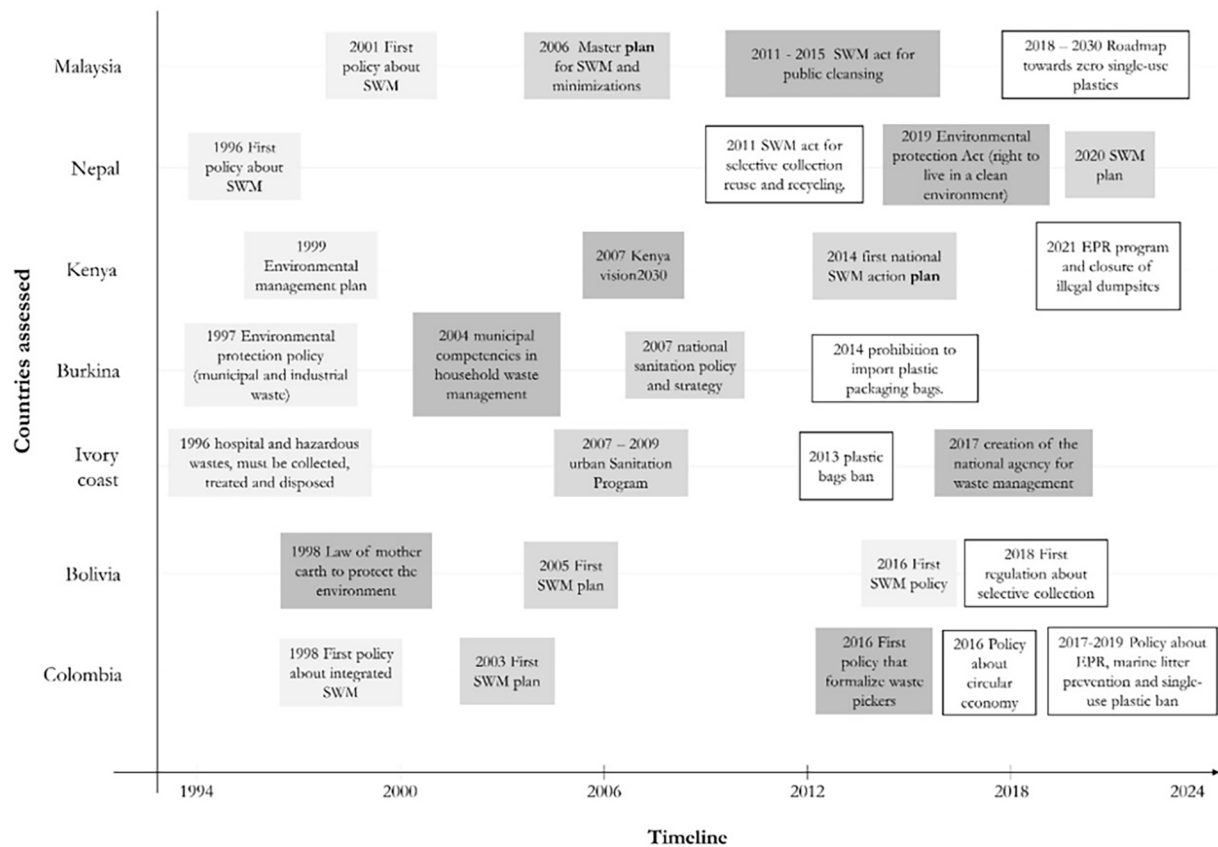 Countries assessed
Malaysia
2001 First
policy about
SWM
2006 Master plan
for SWM and
minimizations
2011 - 2015 SWM act for
public cleansing
2018 – 2030 Roadmap
towards zero single-use
plastics
Nepal
1996 First
policy about
SWM
2011 SWM act for
selective collection
reuse and recycling.
2019 Environmental
protection Act (right to
live in a clean
environment)
2020 SWM
plan
Kenya
1999
Environmental
management plan
2007 Kenya
vision2030
2014 first national
SWM action plan
2021 EPR program
and closure of
illegal dumpsites
Burkina
1997 Environmental
protection policy
(municipal and industrial
waste)
2004 municipal
competencies in
household waste
management
2007 national
sanitation policy
and strategy
2014 prohibition to
import plastic
packaging bags.
Ivory
coast
1996 hospital and hazardous
wastes, must be collected,
treated and disposed
2007 – 2009
urban Sanitation
Program
2013 plastic
bags ban
2017 creation of the
national agency for
waste management
Bolivia
1998 Law of mother
earth to protect the
environment
2005 First
SWM plan
2016 First
SWM policy
2018 First
regulation about
selective collection
Colombia
1998 First policy
about integrated
SWM
2003 First
SWM plan
2016 First
policy that
formalize waste
pickers
2016 Policy
about
circular
economy
2017-2019 Policy about
EPR, marine litter
prevention and single-
use plastic ban
1994
2000
2006
2012
2018
2024
Timeline